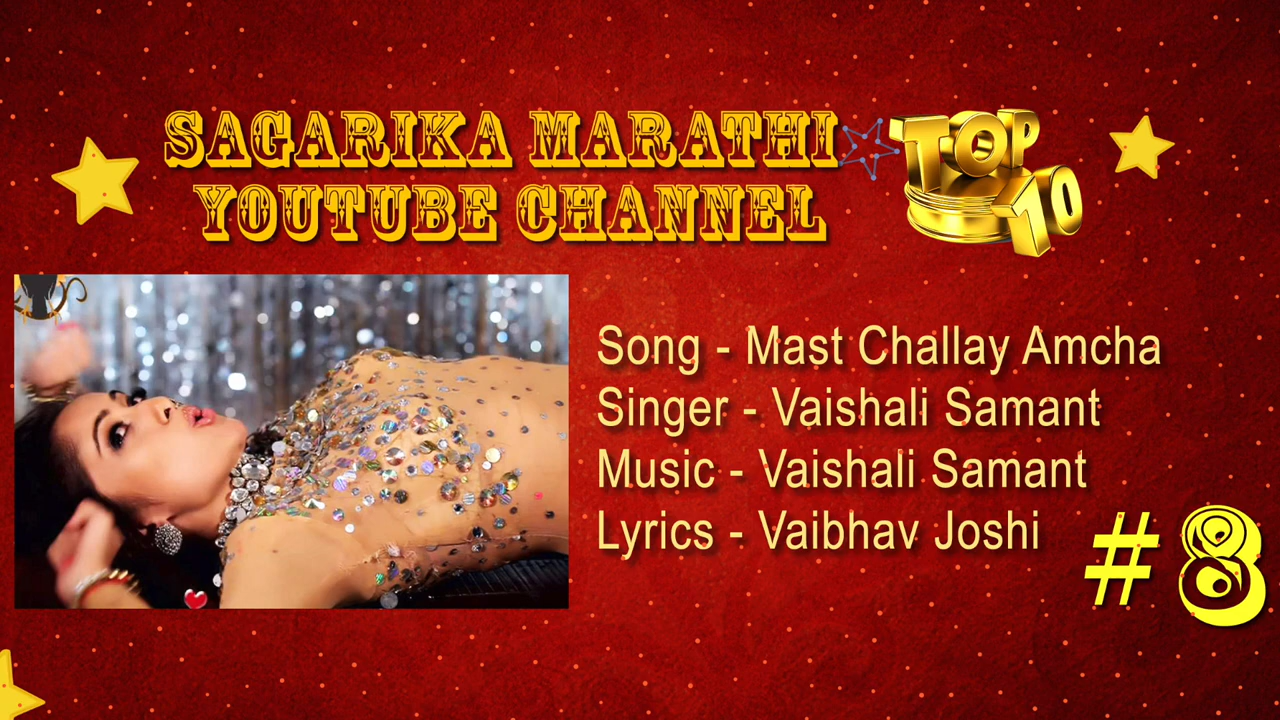 SAGARIKA MARATHI
YOUTUBE CHANNEL
TOP
10
Song - Mast Challay Amcha
Singer - Vaishali Samant
Music - Vaishali Samant
Lyrics - Vaibhav Joshi
# 8